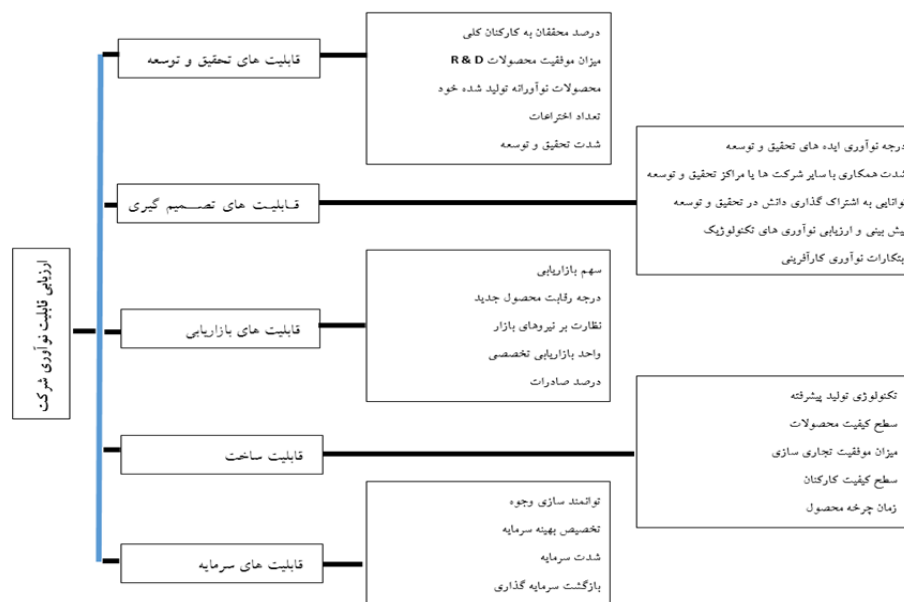 ارزیابی قابلیت نوآوری شرکت
قابلیت های تحقیق و توسعه
درصد محققان به کارکنان کلی
میزان موفقیت محصولات R & D
محصولات نوآورانه تولید شده خود
تعداد اختراعات
شدت تحقیق و توسعه
قابلیت های تصمیم گیری
درجه نوآوری ایده های تحقیق و توسعه
شدت همکاری با سایر شرکت ها یا مراکز تحقیق و توسعه
توانایی به اشتراک گذاری دانش در تحقیق و توسعه
پیش بینی و ارزیابی نوآوری های تکنولوژیک
ابتکارات نوآوری کارآفرینی
قابلیت های بازاریابی
سهم بازاریابی
درجه رقابت محصول جدید
نظارت بر نیروهای بازار
واحد بازاریابی تخصصی
درصد صادرات
قابلیت ساخت
تکنولوژی تولید پیشرفته
سطح کیفیت محصولات
میزان موفقیت تجاری سازی
سطح کیفیت کارکنان
زمان چرخه محصول
قابلیت های سرمایه
توانمند سازی وجوه
تخصیص بهینه سرمایه
شدت سرمایه
بازگشت سرمایه گذاری